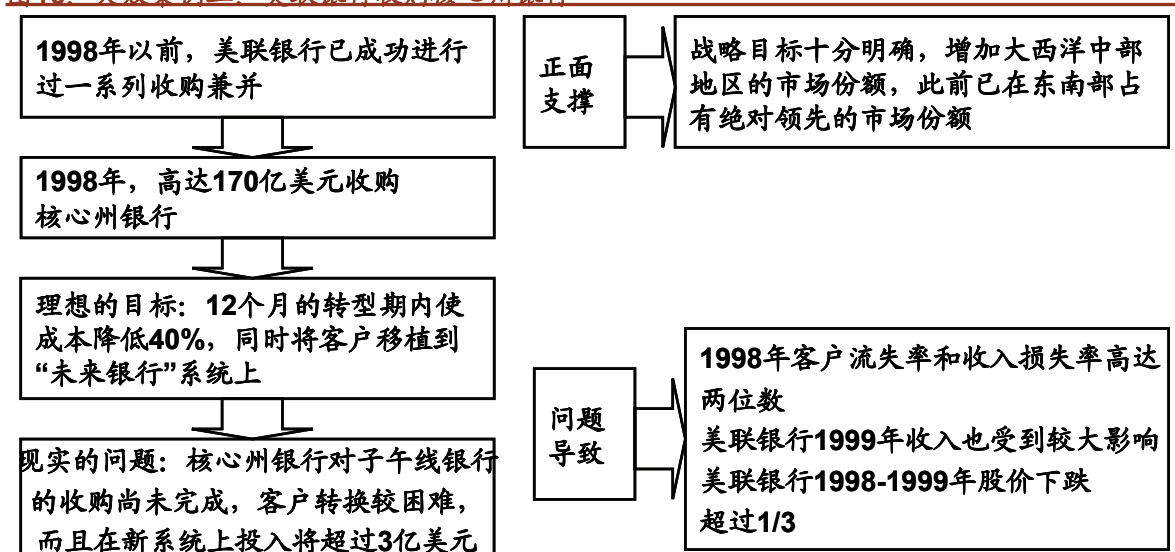 1998年以前，美联银行已成功进行
过一系列收购兼并
1998年，高达170亿美元收购
核心州银行
理想的目标：12个月的转型期内使
成本降低40%，同时将客户移植到
“未来银行”系统上
现实的问题：核心州银行对子午线银行
的收购尚未完成，客户转换较困难，
而且在新系统上投入将超过3亿美元
正面
支撑
战略目标十分明确，增加大西洋中部
地区的市场份额，此前已在东南部占
有绝对领先的市场份额
问题
导致
1998年客户流失率和收入损失率高达
两位数
美联银行1999年收入也受到较大影响
美联银行1998-1999年股价下跌
超过1/3